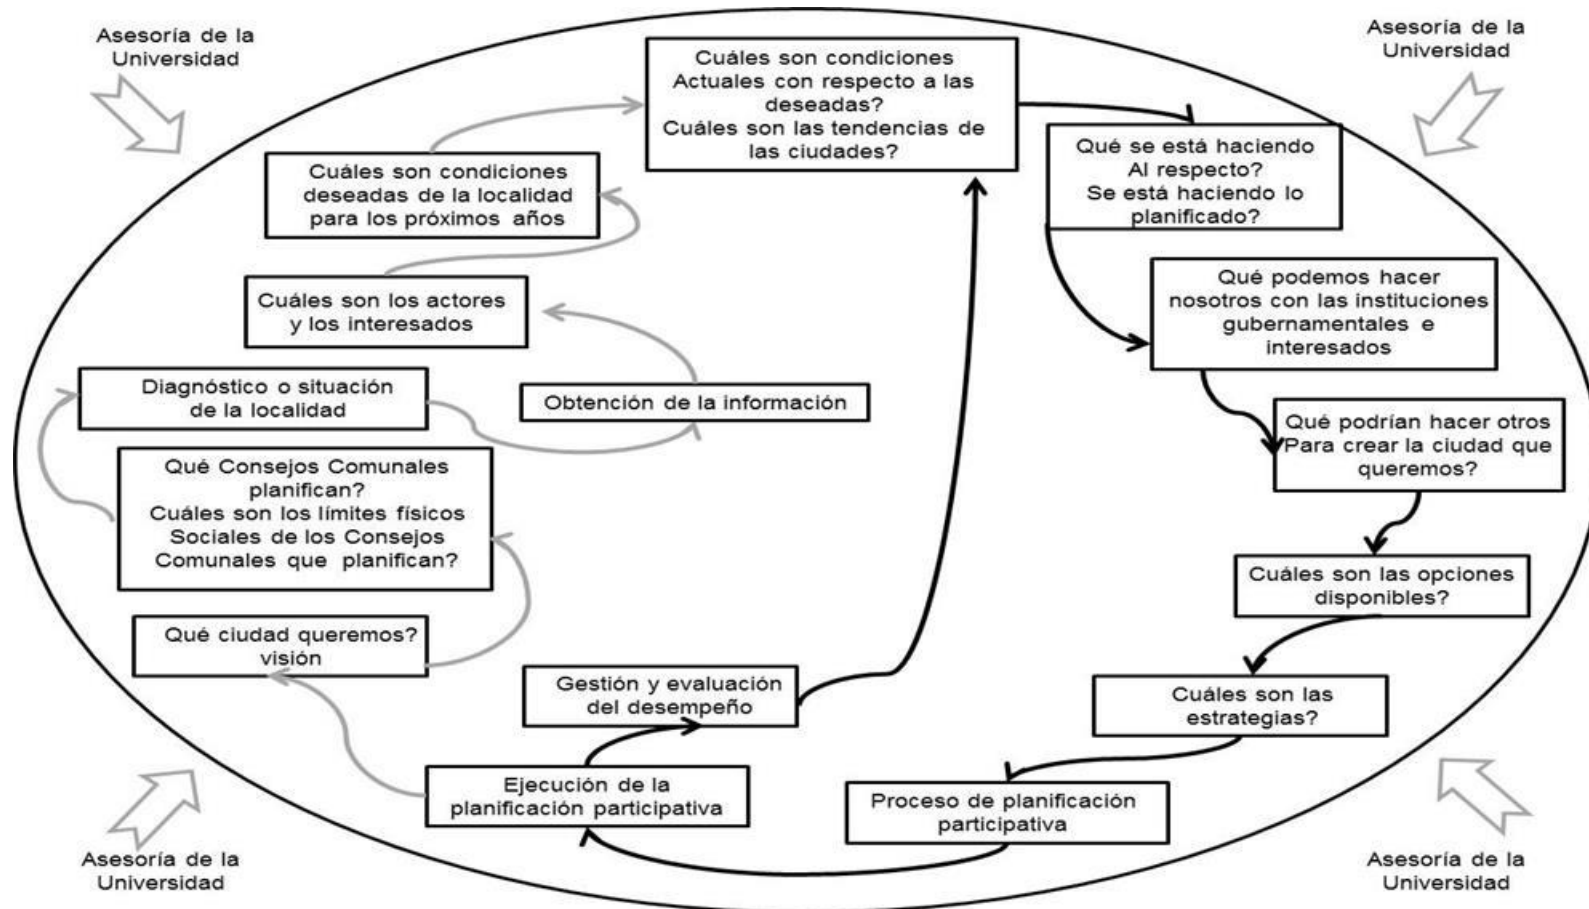 Asesoría de la
Universidad
Asesoría de la
Universidad
Cuáles son condiciones
Actuales con respecto a las
deseadas?
Cuáles son las tendencias de
las ciudades?
Qué se está haciendo
Al respecto?
Se está haciendo lo
planificado?
Cuáles son condiciones
deseadas de la localidad
para los próximos años
Qué podemos hacer
nosotros con las instituciones
gubernamentales e
interesados
Cuáles son los actores
y los interesados
Diagnóstico o situación
de la localidad
Obtención de la información
Qué podrían hacer otros
Para crear la ciudad que
queremos?
Qué Consejos Comunales
planifican?
Cuáles son los límites físicos
Sociales de los Consejos
Comunales que planifican?
Cuáles son las opciones
disponibles?
Qué ciudad queremos?
visión
Gestión y evaluación
del desempeño
Cuáles son las
estrategias?
Ejecución de la
planificación participativa
Proceso de planificación
participativa
Asesoría de la
Universidad
Asesoría de la
Universidad